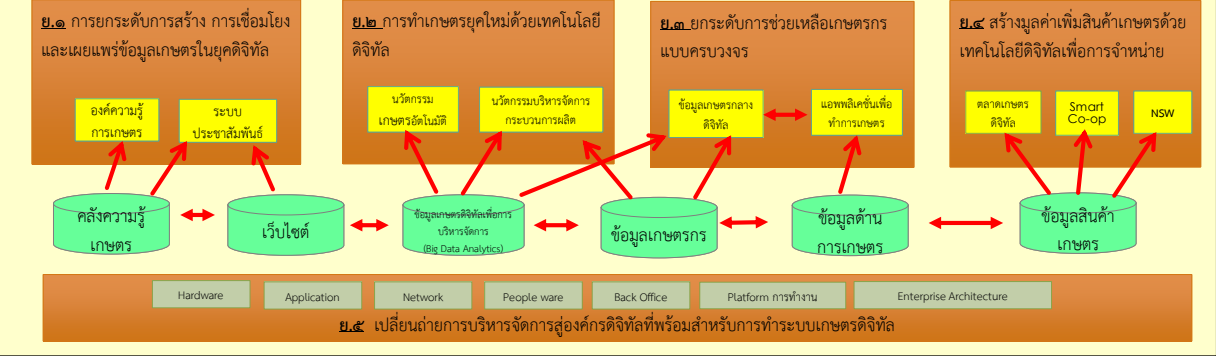 ย.๑ การยกระดับการสร้าง การเชื่อมโยง
และเผยแพร่ข้อมูลเกษตรในยุคดิจิทัล
องค์ความรู้
การเกษตร
ระบบ
ประชาสัมพันธ์
ย.๒ การทำเกษตรยุคใหม่ด้วยเทคโนโลยี
ดิจิทัล
นวัตกรรม
เกษตรอัตโนมัติ
นวัตกรรมบริหารจัดการ
กระบวนการผลิต
ย.๓ ยกระดับการช่วยเหลือเกษตรกร
แบบครบวงจร
ข้อมูลเกษตรกลาง
ดิจิทัล
แอพพลิเคชั่นเพื่อ
ทำการเกษตร
ย.๔ สร้างมูลค่าเพิ่มสินค้าเกษตรด้วย
เทคโนโลยีดิจิทัลเพื่อการจำหน่าย
ตลาดเกษตร
ดิจิทัล
Smart
Co-op
NSW
คลังความรู้
เกษตร
เว็บไซต์
ข้อมูลเกษตรดิจิทัลเพื่อการ
บริหารจัดการ
(Big Data Analytics)
ข้อมูลเกษตรกร
ข้อมูลด้าน
การเกษตร
ข้อมูลสินค้า
เกษตร
Hardware
Application
Network
People ware
Back Office
Platform การทำงาน
Enterprise Architecture
ย.๕ เปลี่ยนถ่ายการบริหารจัดการสู่องค์กรดิจิทัลที่พร้อมสำหรับการทำระบบเกษตรดิจิทัล